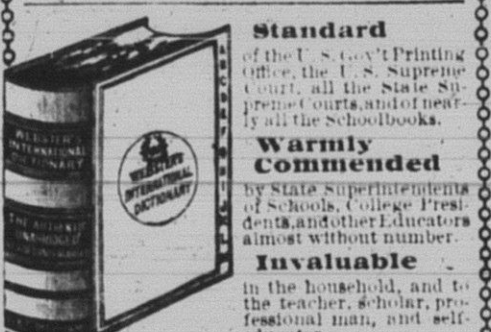 WEBSTER'S
INTERNATIONAL
DICTIONARY
WEBSTER'S
INTERNATIONAL
DICTIONARY
Standard
of the U. S. Gov't Printing
Office, the U. S. Supreme
Court, all the State Su-
preme Courts, and of near-
ly all the Schoolbooks.
Warmly
Commended
by State Superintendents
of Schools, College Presi-
dents, and other Educators
almost without number.
Invaluable
in the household, and to
the teacher, scholar, pro-
fessional man, and self-